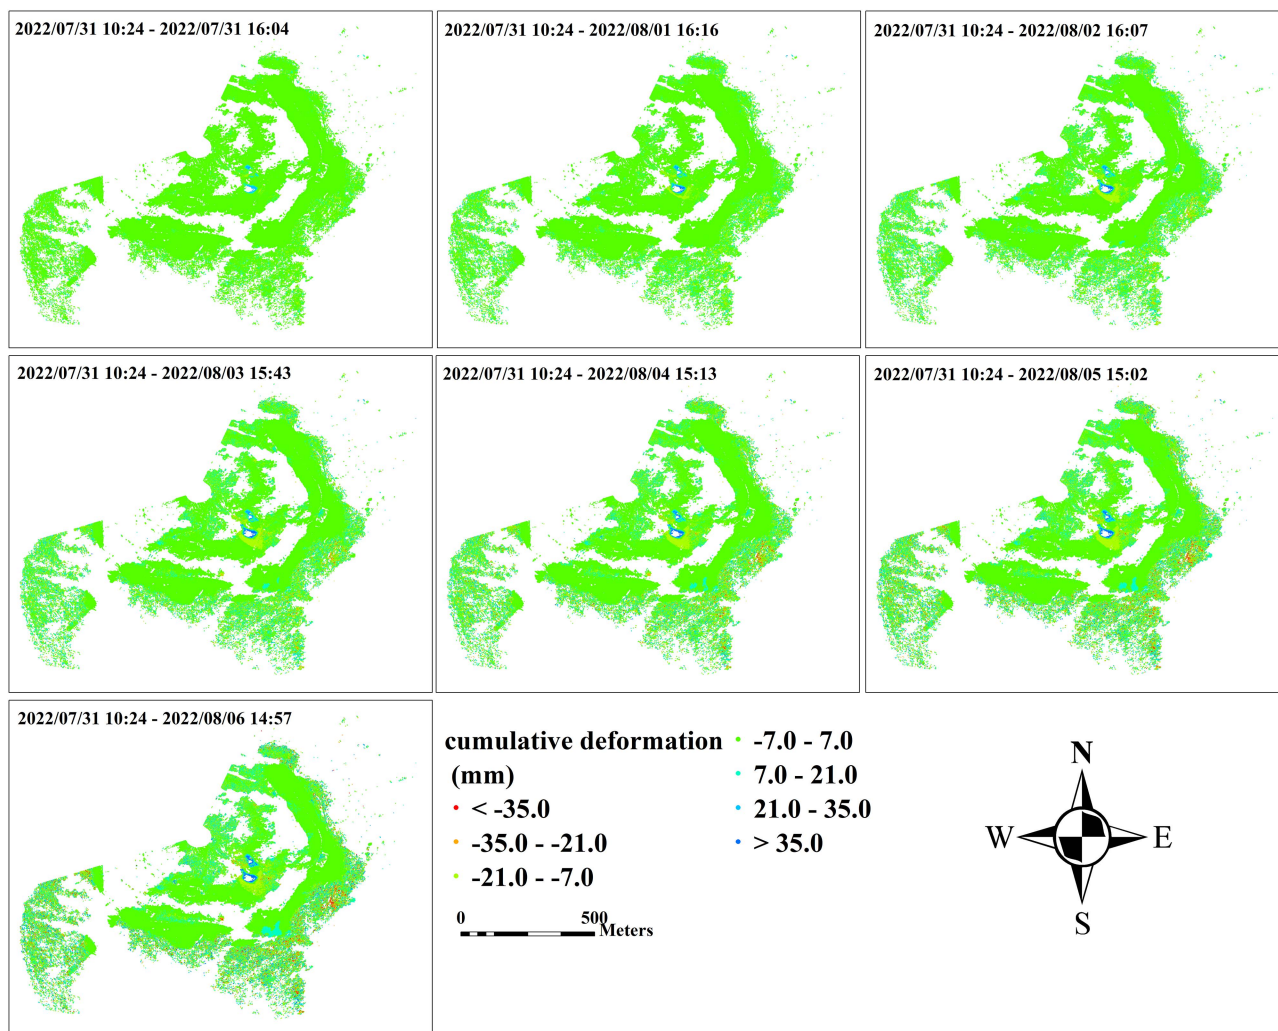 2022/07/31 10:24 - 2022/07/31 16:04
2022/07/31 10:24 - 2022/08/01 16:16
2022/07/31 10:24 - 2022/08/02 16:07
2022/07/31 10:24 - 2022/08/03 15:43
2022/07/31 10:24 - 2022/08/04 15:13
2022/07/31 10:24 - 2022/08/05 15:02
2022/07/31 10:24 - 2022/08/06 14:57
cumulative deformation
(mm)
< -35.0
-35.0 - -21.0
-21.0 - -7.0
-7.0 - 7.0
7.0 - 21.0
21.0 - 35.0
> 35.0
0 500
Meters
N
W E
S